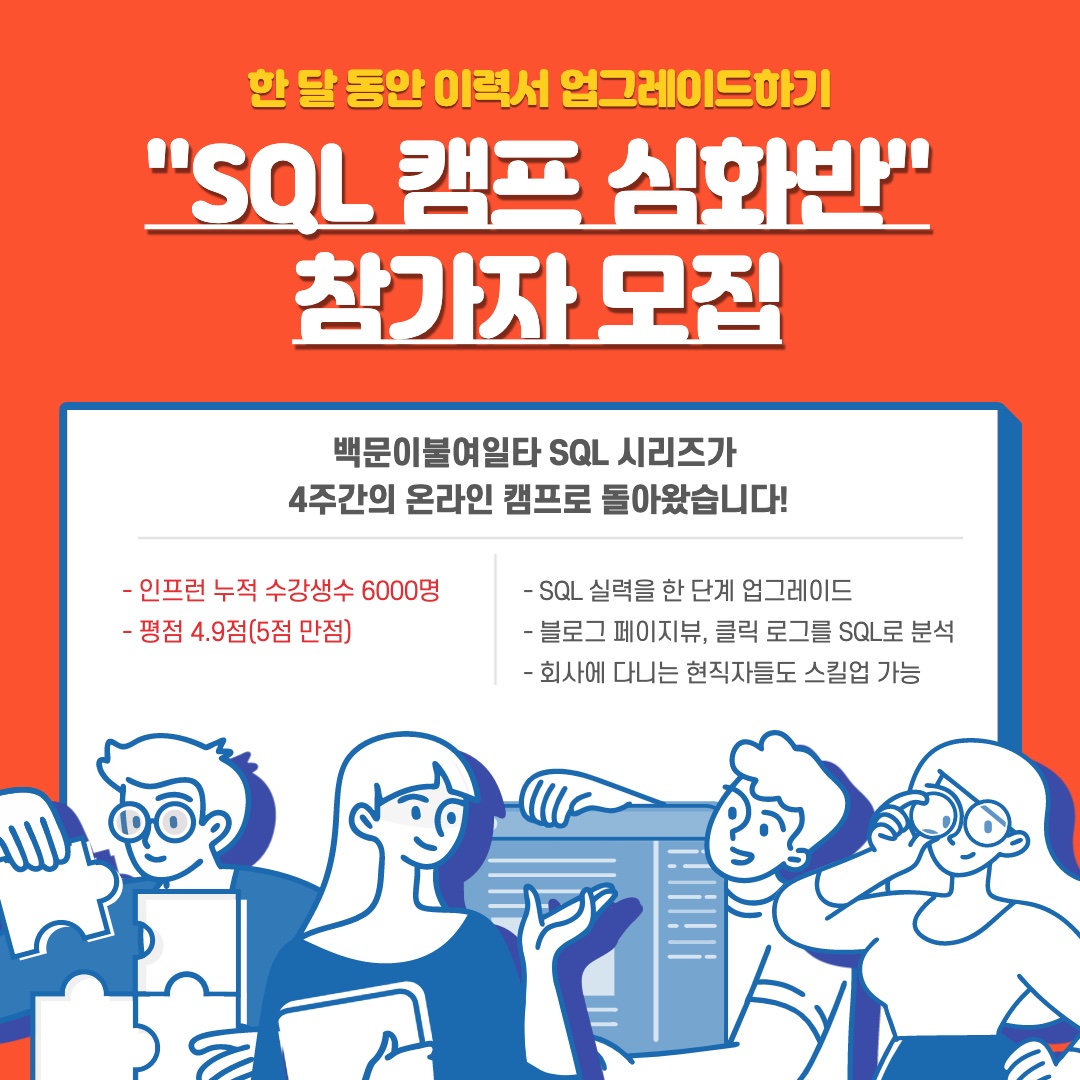 한 달 동안 이력서 업그레이드하기
"SQL 캠프 심화반"
참가자 모집
백문이불여일타 SQL 시리즈가
4주간의 온라인 캠프로 돌아왔습니다!
- 인프런 누적 수강생수 6000명
- 평점 4.9점(5점 만점)
- SQL 실력을 한 단계 업그레이드
- 블로그 페이지뷰, 클릭 로그를 SQL로 분석
- 회사에 다니는 현직자들도 스킬업 가능